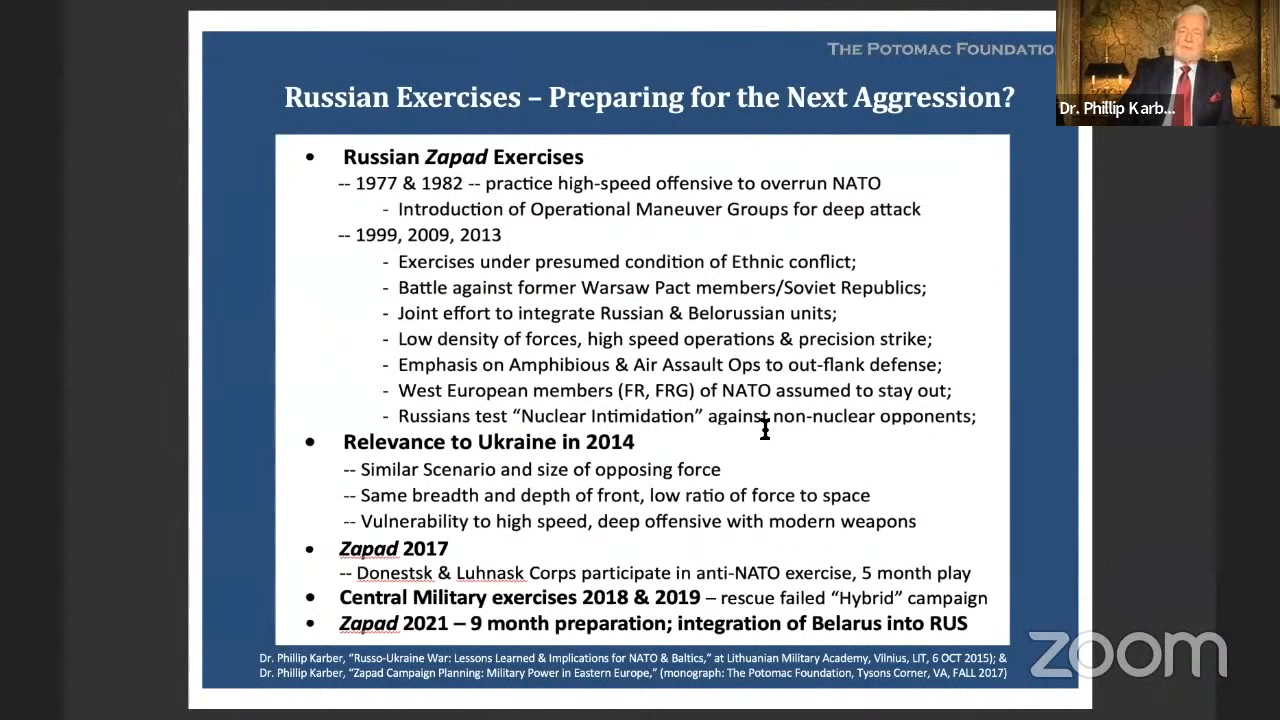 THE POTOMAC FOUNDATIO
Dr. Phillip Karb...
Russian Exercises – Preparing for the Next Aggression?
• Russian Zapad Exercises
-- 1977 & 1982 -- practice high-speed offensive to overrun NATO
- Introduction of Operational Maneuver Groups for deep attack
-- 1999, 2009, 2013
- Exercises under presumed condition of Ethnic conflict;
- Battle against former Warsaw Pact members/Soviet Republics;
- Joint effort to integrate Russian & Belorussian units;
- Low density of forces, high speed operations & precision strike;
- Emphasis on Amphibious & Air Assault Ops to out-flank defense;
- West European members (FR, FRG) of NATO assumed to stay out;
- Russians test “Nuclear Intimidation” against non-nuclear opponents;
• Relevance to Ukraine in 2014
-- Similar Scenario and size of opposing force
-- Same breadth and depth of front, low ratio of force to space
-- Vulnerability to high speed, deep offensive with modern weapons
• Zapad 2017
-- Donestsk & Luhnask Corps participate in anti-NATO exercise, 5 month play
• Central Military exercises 2018 & 2019 – rescue failed “Hybrid” campaign
• Zapad 2021 – 9 month preparation; integration of Belarus into RUS
Dr. Phillip Karber, “Russo-Ukraine War: Lessons Learned & Implications for NATO & Baltics,” at Lithuanian Military Academy, Vilnius, LIT, 6 OCT 2015); &
Dr. Phillip Karber, “Zapad Campaign Planning: Military Power in Eastern Europe,” (monograph: The Potomac Foundation, Tysons Corner, VA, FALL 2017)
zoom